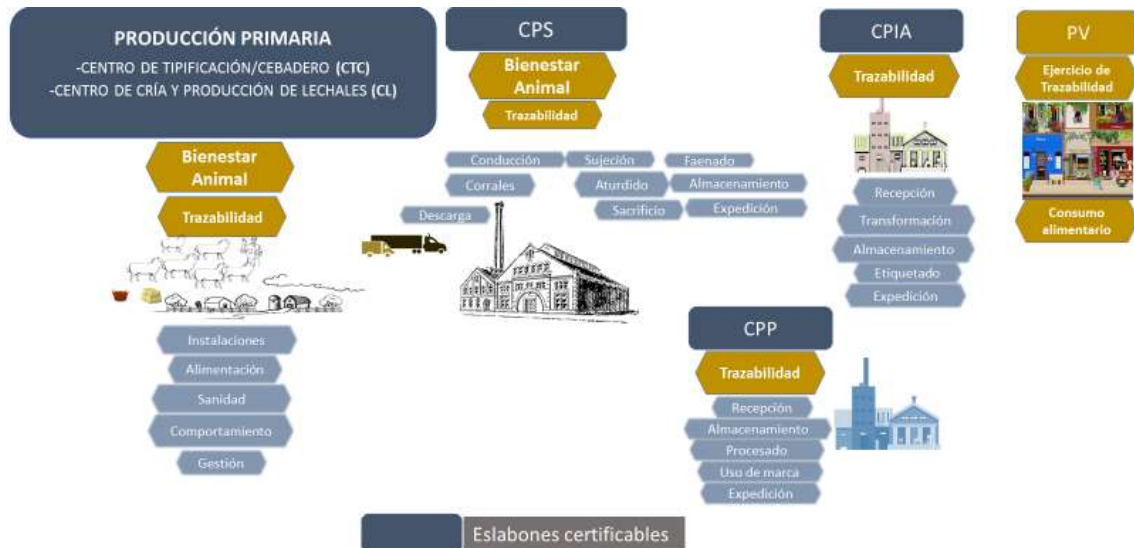 PRODUCCIÓN PRIMARIA
-CENTRO DE TIPIFICACIÓN/CEBADERO (CTC)
-CENTRO DE CRÍA Y PRODUCCIÓN DE LECHALES (CL)
Bienestar
Animal
Trazabilidad
Instalaciones
Alimentación
Sanidad
Comportamiento
Gestión
CPS
Bienestar
Animal
Trazabilidad
Conducción
Sujeción
Faenado
Corrales
Aturdido
Almacenamiento
Descarga
Sacrificio
Expedición
CPP
Trazabilidad
Recepción
Almacenamiento
Procesado
Uso de marca
Expedición
CPIA
Trazabilidad
Recepción
Transformación
Almacenamiento
Etiquetado
Expedición
PV
Ejercicio de
Trazabilidad
Consumo
alimentario
Eslabones certificables